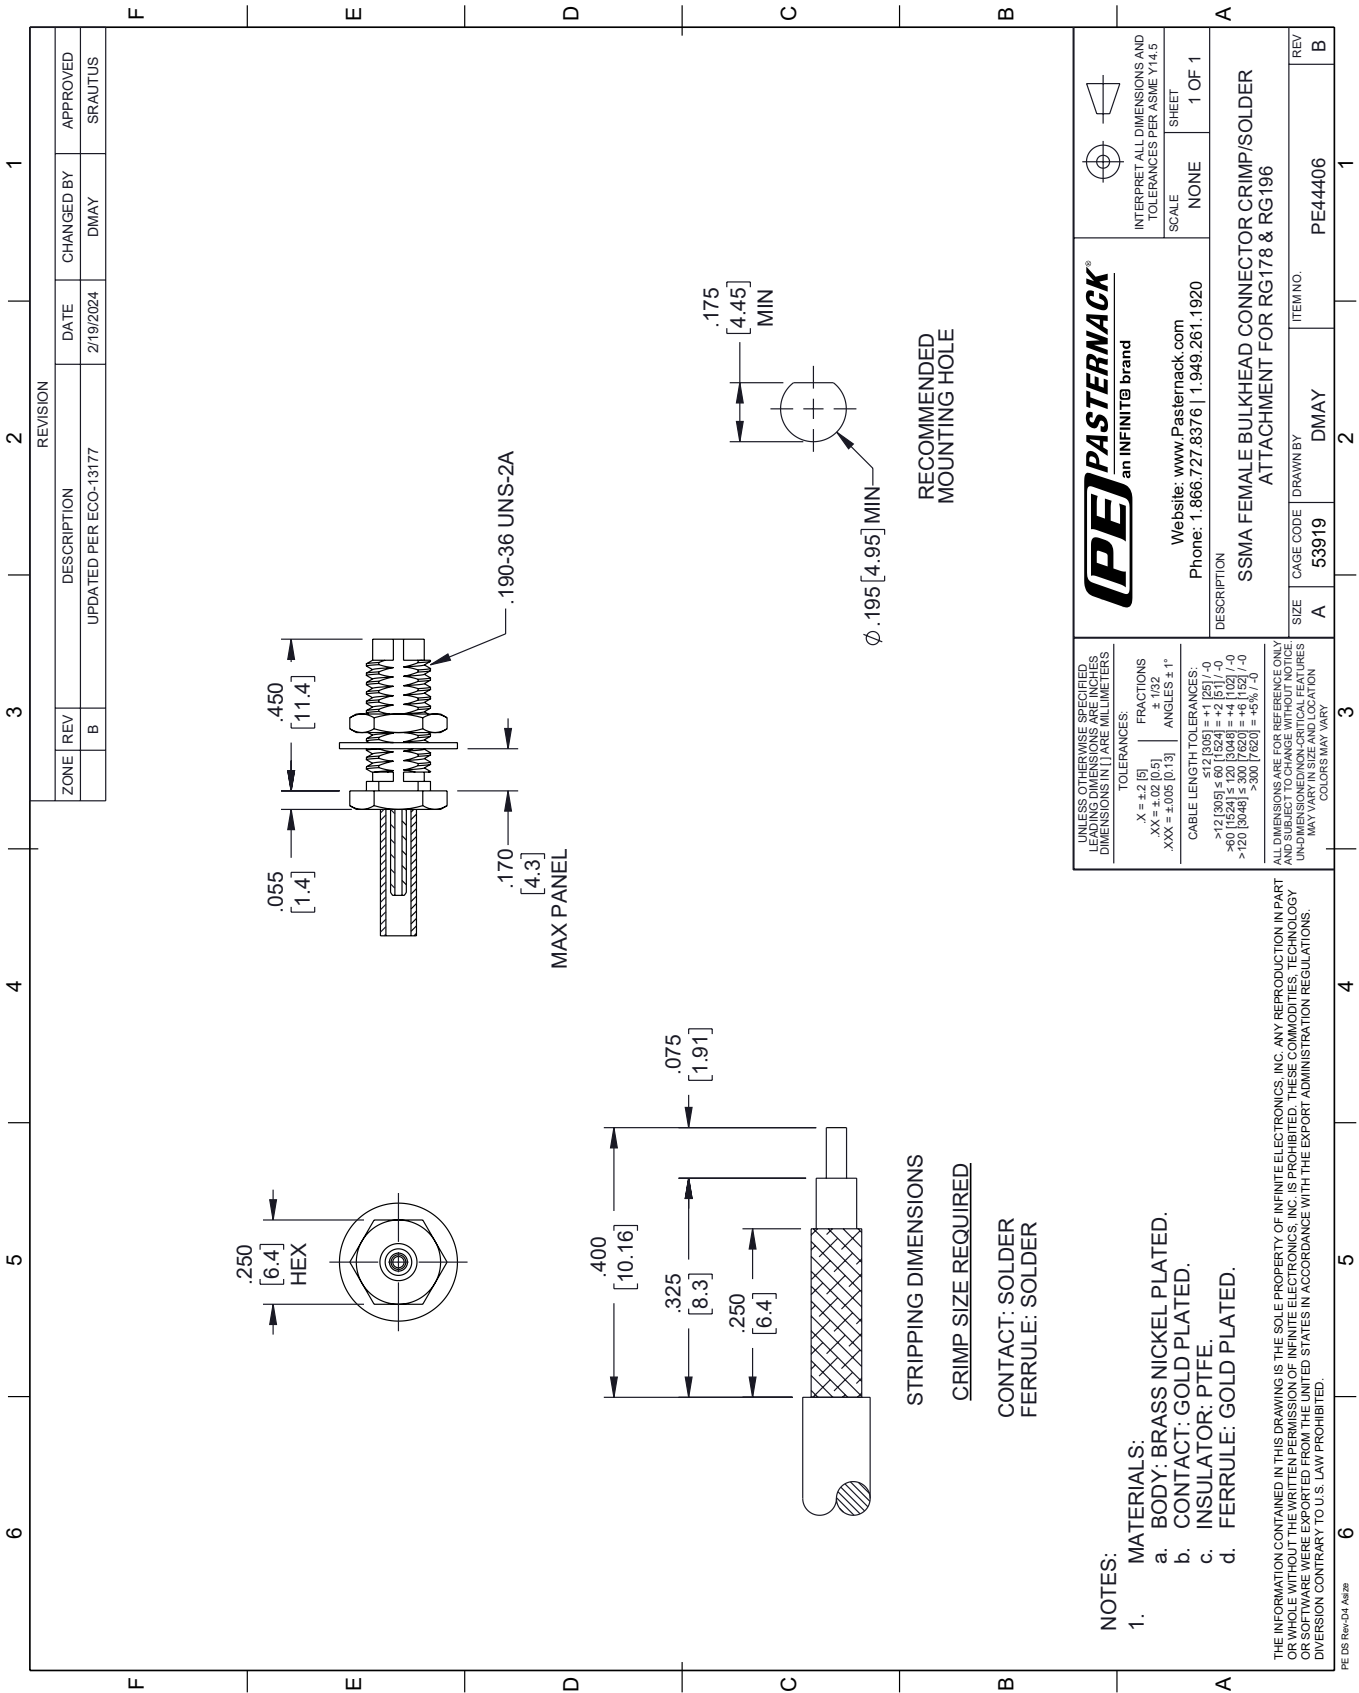 REVISION
ZONE REV DESCRIPTION DATE CHANGED BY APPROVED
B UPDATED PER ECO-13177 2/19/2024 DMAY SRAUTUS
6 5 4 3 2 1
F
E
D
C
B
A
.250
[6.4]
HEX
.055
[1.4]
.450
[11.4]
.190-36 UNS-2A
.170
[4.3]
MAX PANEL
.400
[10.16]
.075
[1.91]
.325
[8.3]
.250
[6.4]
STRIPPING DIMENSIONS
CRIMP SIZE REQUIRED
CONTACT: SOLDER
FERRULE: SOLDER
.175
[4.45]
MIN
Ø.195 [4.95] MIN
RECOMMENDED
MOUNTING HOLE
NOTES:
1. MATERIALS:
a. BODY: BRASS NICKEL PLATED.
b. CONTACT: GOLD PLATED.
c. INSULATOR: PTFE.
d. FERRULE: GOLD PLATED.
THE INFORMATION CONTAINED IN THIS DRAWING IS THE SOLE PROPERTY OF INFINITE ELECTRONICS, INC. ANY REPRODUCTION IN PART
OR WHOLE WITHOUT THE WRITTEN PERMISSION OF INFINITE ELECTRONICS, INC. IS PROHIBITED. THESE COMMODITIES, TECHNOLOGY
OR SOFTWARE WERE EXPORTED FROM THE UNITED STATES IN ACCORDANCE WITH THE EXPORT ADMINISTRATION REGULATIONS.
DIVERSION CONTRARY TO U.S. LAW PROHIBITED.
UNLESS OTHERWISE SPECIFIED
LEADING DIMENSIONS ARE INCHES
DIMENSIONS IN [ ] ARE MILLIMETERS
TOLERANCES:
.X = ±.2 [5] FRACTIONS
.XX = ±.02 [0.5] ± 1/32
.XXX = ±.005 [0.13] ANGLES ± 1°
CABLE LENGTH TOLERANCES:
≤12 [305] = +1 [25] / -0
>12 [305] ≤ 60 [1524] = +2 [51] / -0
>60 [1524] ≤ 120 [3048] = +4 [102] / -0
>120 [3048] ≤ 300 [7620] = +6 [152] / -0
>300 [7620] = +5% / -0
ALL DIMENSIONS ARE FOR REFERENCE ONLY
AND SUBJECT TO CHANGE WITHOUT NOTICE.
UN-DIMENSIONED/NON-CRITICAL FEATURES
MAY VARY IN SIZE AND LOCATION
COLORS MAY VARY
PE PASTERNACK®
an INFINIT@ brand
Website: www.Pasternack.com
Phone: 1.866.727.8376 | 1.949.261.1920
INTERPRET ALL DIMENSIONS AND
TOLERANCES PER ASME Y14.5
SCALE SHEET
NONE 1 OF 1
DESCRIPTION
SSMA FEMALE BULKHEAD CONNECTOR CRIMP/SOLDER
ATTACHMENT FOR RG178 & RG196
SIZE CAGE CODE DRAWN BY ITEM NO. REV
A 53919 DMAY PE44406 B
F
E
D
C
B
A
6 5 4 3 2 1
PE DS Rev-D4 Asize